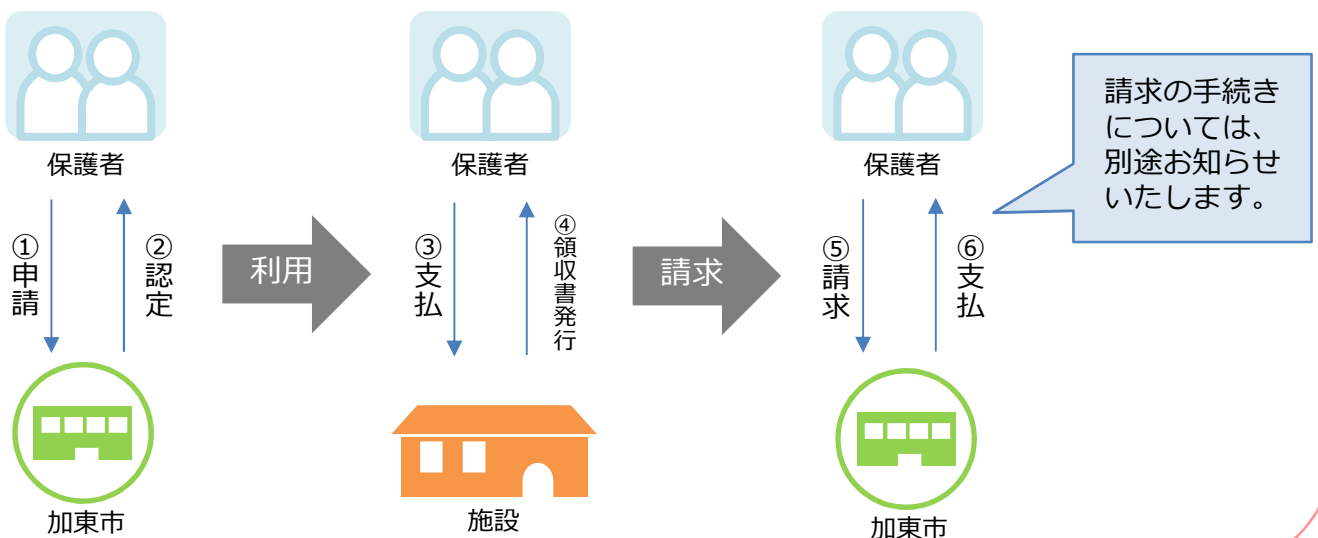 保護者
保護者
保護者
請求の手続き
については、
別途お知らせ
いたします。
①申請
②認定
利用
③支払
④領収書発行
請求
⑤請求
⑥支払
加東市
施設
加東市